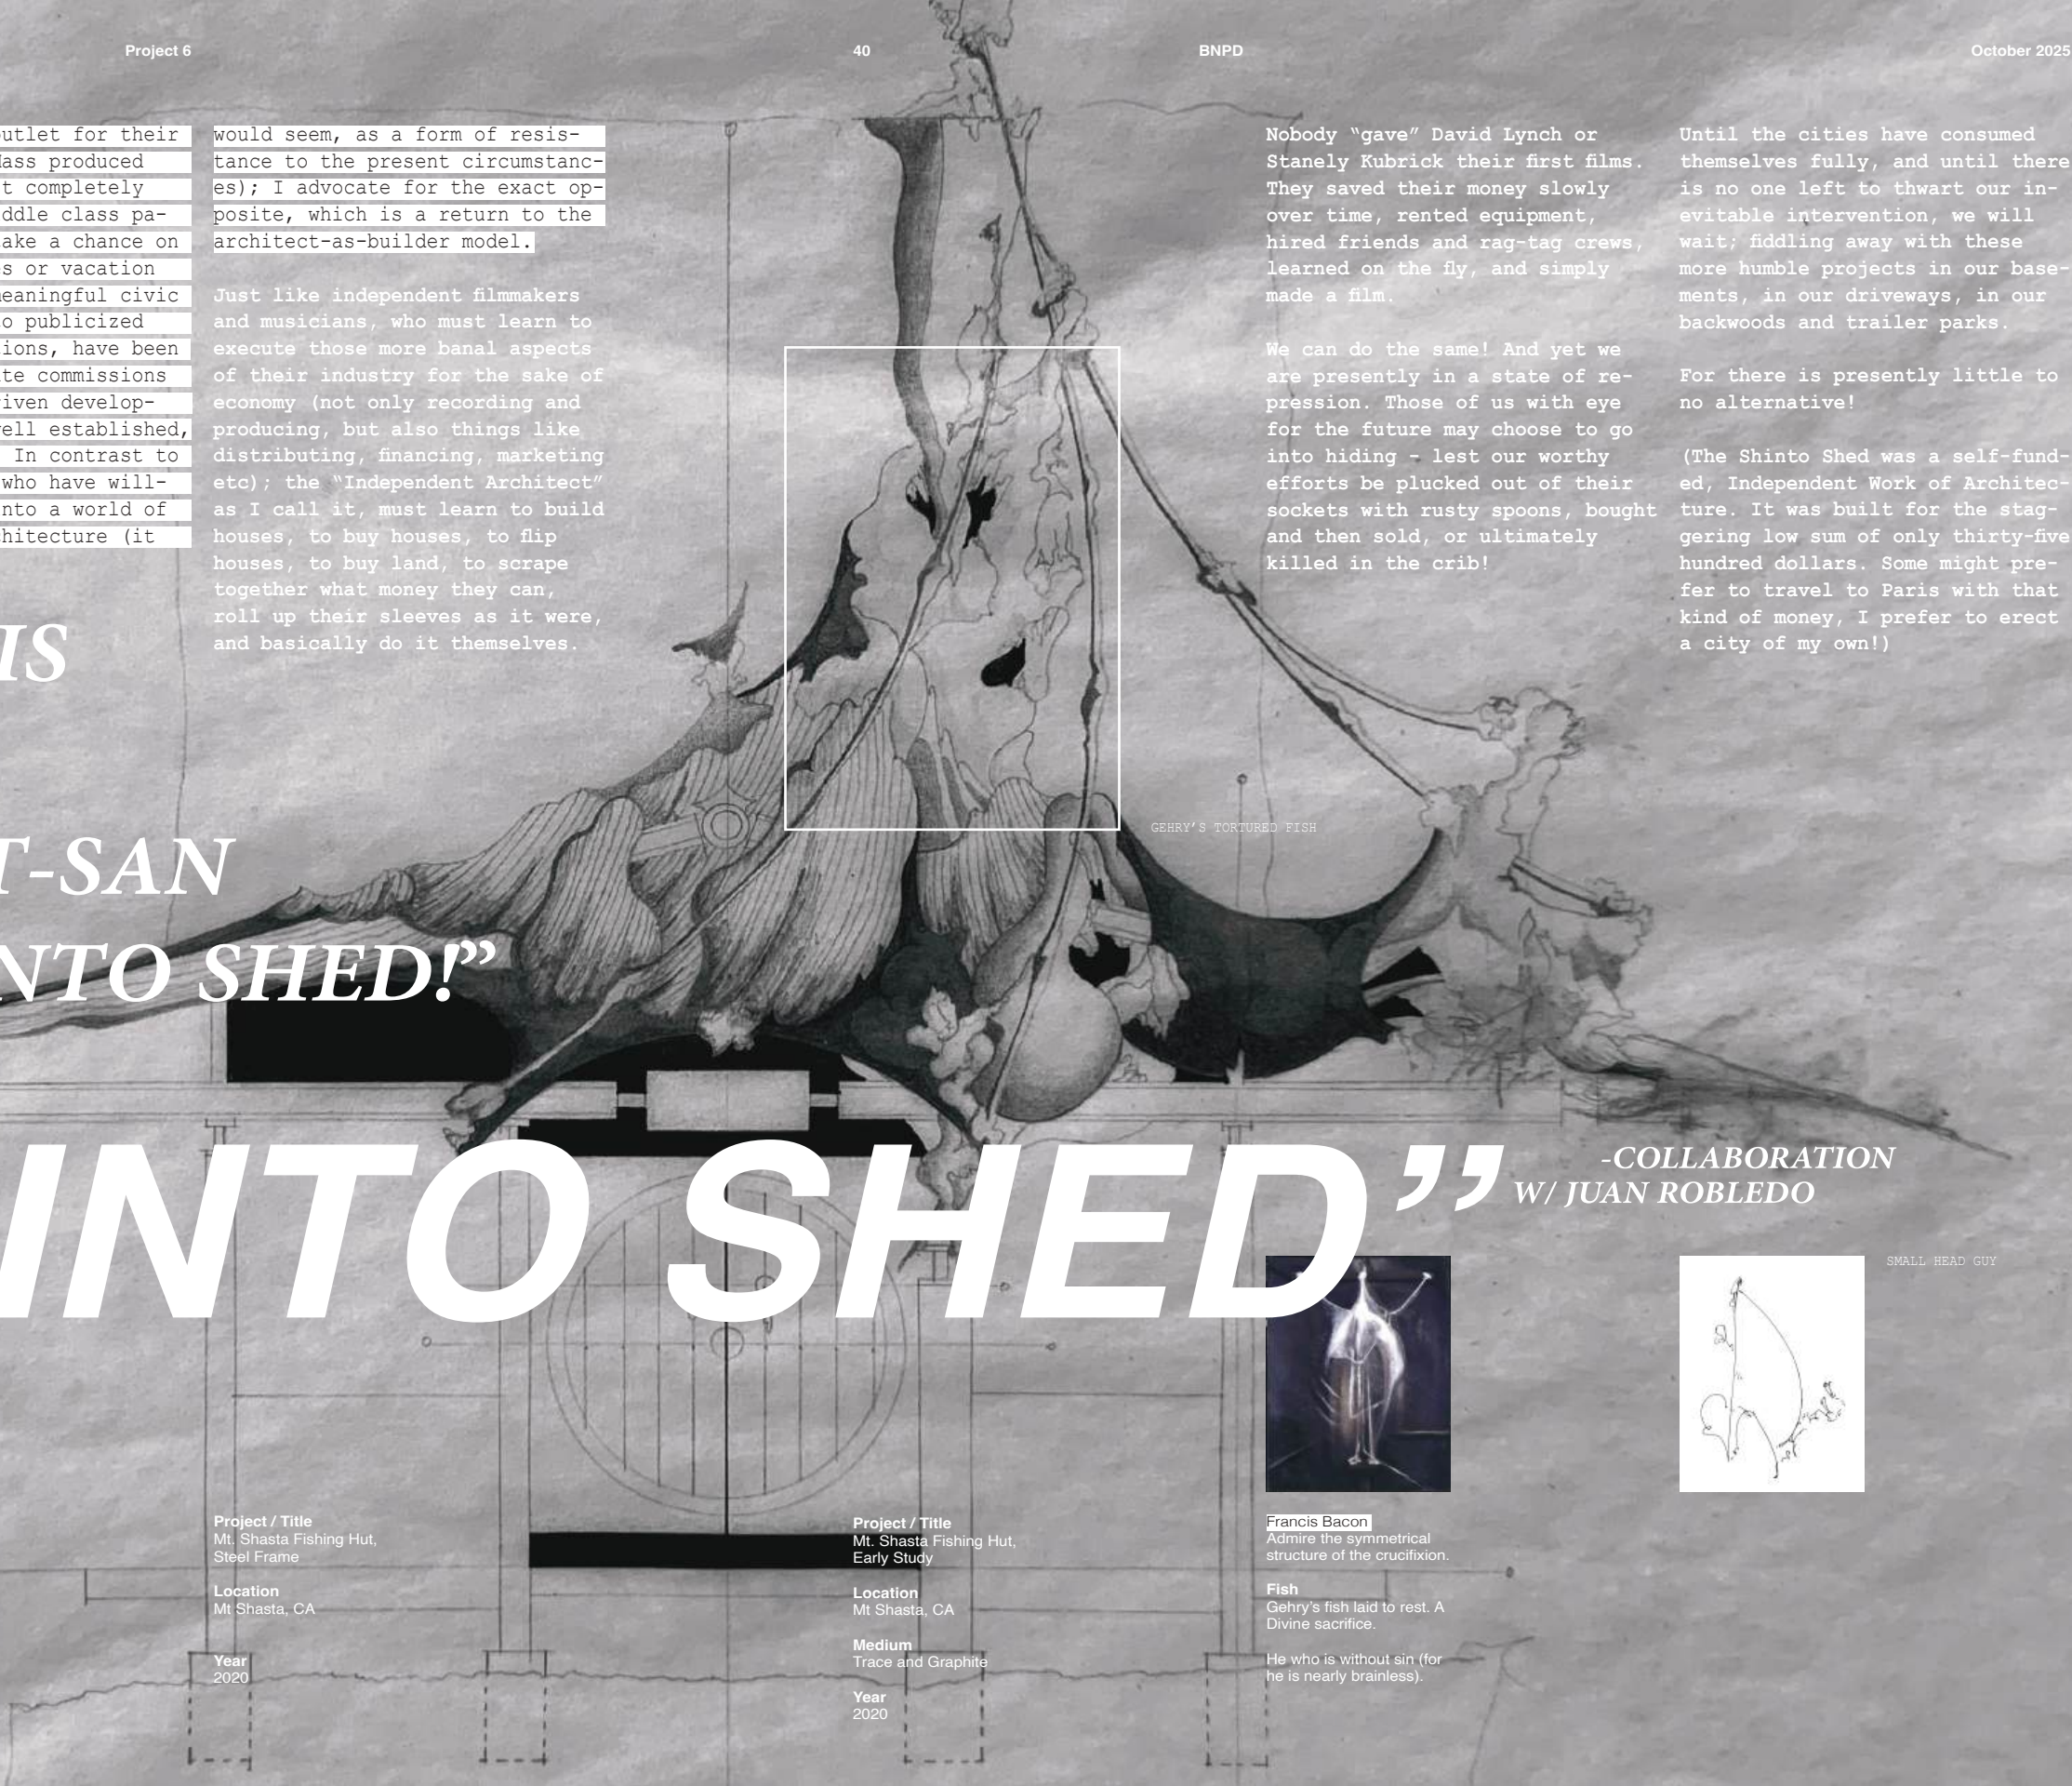 Project 6
40
BNPD
October 2025
outlet for their
Mass produced
t completely
ddle class pa-
take a chance on
s or vacation
meaningful civic
o publicized
tions, have been
te commissions
riven develop-
well established,
In contrast to
who have will-
into a world of
chitecture (it
would seem, as a form of resis-
tance to the present circumstanc-
es); I advocate for the exact op-
posite, which is a return to the
architect-as-builder model.
Just like independent filmmakers
and musicians, who must learn to
execute those more banal aspects
of their industry for the sake of
economy (not only recording and
producing, but also things like
distributing, financing, marketing
etc); the “Independent Architect”
as I call it, must learn to build
houses, to buy houses, to flip
houses, to buy land, to scrape
together what money they can,
roll up their sleeves as it were,
and basically do it themselves.
Nobody “gave” David Lynch or
Stanely Kubrick their first films.
They saved their money slowly
over time, rented equipment,
hired friends and rag-tag crews,
learned on the fly, and simply
made a film.
We can do the same! And yet we
are presently in a state of re-
pression. Those of us with eye
for the future may choose to go
into hiding - lest our worthy
efforts be plucked out of their
sockets with rusty spoons, bought
and then sold, or ultimately
killed in the crib!
Until the cities have consumed
themselves fully, and until there
is no one left to thwart our in-
evitable intervention, we will
wait; fiddling away with these
more humble projects in our base-
ments, in our driveways, in our
backwoods and trailer parks.
For there is presently little to
no alternative!
(The Shinto Shed was a self-fund-
ed, Independent Work of Architec-
ture. It was built for the stag-
gering low sum of only thirty-five
hundred dollars. Some might pre-
fer to travel to Paris with that
kind of money, I prefer to erect
a city of my own!)
IS
T-SAN
NTO SHED!”
GEHRY’S TORTURED FISH
INTO SHED”
-COLLABORATION
W/ JUAN ROBLEDO
SMALL HEAD GUY
Project / Title
Mt. Shasta Fishing Hut,
Steel Frame
Location
Mt Shasta, CA
Year
2020
Project / Title
Mt. Shasta Fishing Hut,
Early Study
Location
Mt Shasta, CA
Medium
Trace and Graphite
Year
2020
Francis Bacon
Admire the symmetrical
structure of the crucifixion.
Fish
Gehry’s fish laid to rest. A
Divine sacrifice.
He who is without sin (for
he is nearly brainless).